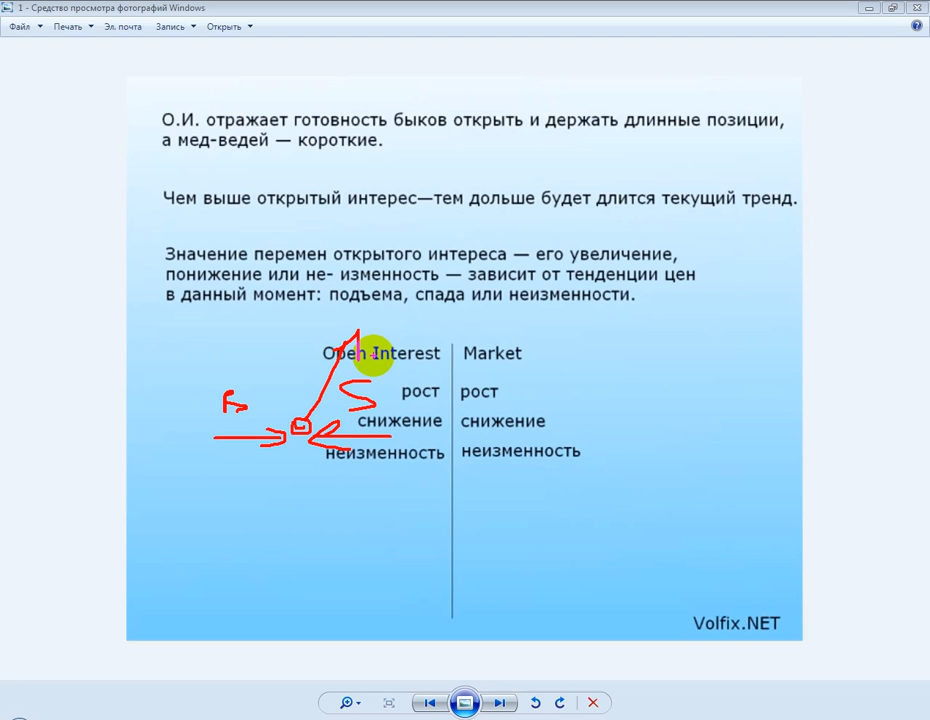 1 - Средство просмотра фотографий Windows
Файл Печать Эл. почта Запись Открыть
О.И. отражает готовность быков открыть и держать длинные позиции,
а мед-ведей — короткие.
Чем выше открытый интерес—тем дольше будет длится текущий тренд.
Значение перемен открытого интереса — его увеличение,
понижение или не- изменность — зависит от тенденции цен
в данный момент: подъема, спада или неизменности.
Open Interest Market
рост рост
снижение снижение
неизменность неизменность
Volfix.NET